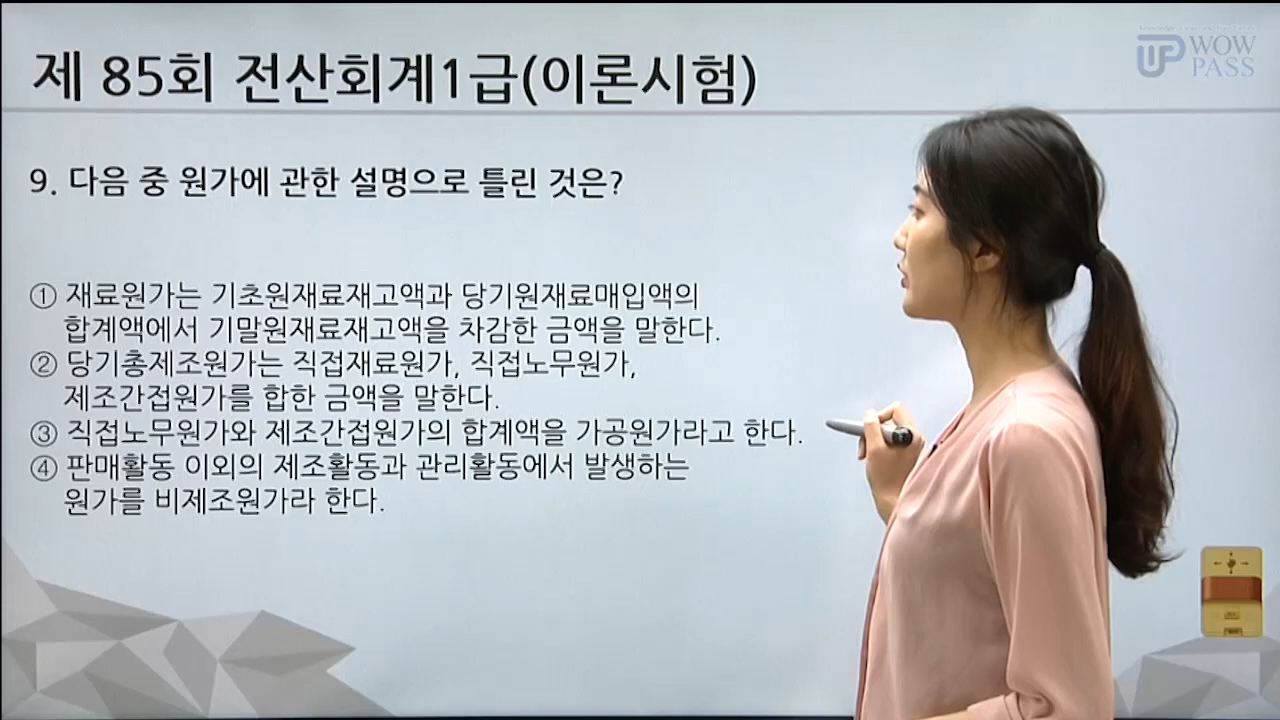 제 85회 전산회계1급(이론시험)
WOW
PASS
9. 다음 중 원가에 관한 설명으로 틀린 것은?
① 재료원가는 기초원재료재고액과 당기원재료매입액의
합계액에서 기말원재료재고액을 차감한 금액을 말한다.
② 당기총제조원가는 직접재료원가, 직접노무원가,
제조간접원가를 합한 금액을 말한다.
③ 직접노무원가와 제조간접원가의 합계액을 가공원가라고 한다.
④ 판매활동 이외의 제조활동과 관리활동에서 발생하는
원가를 비제조원가라 한다.